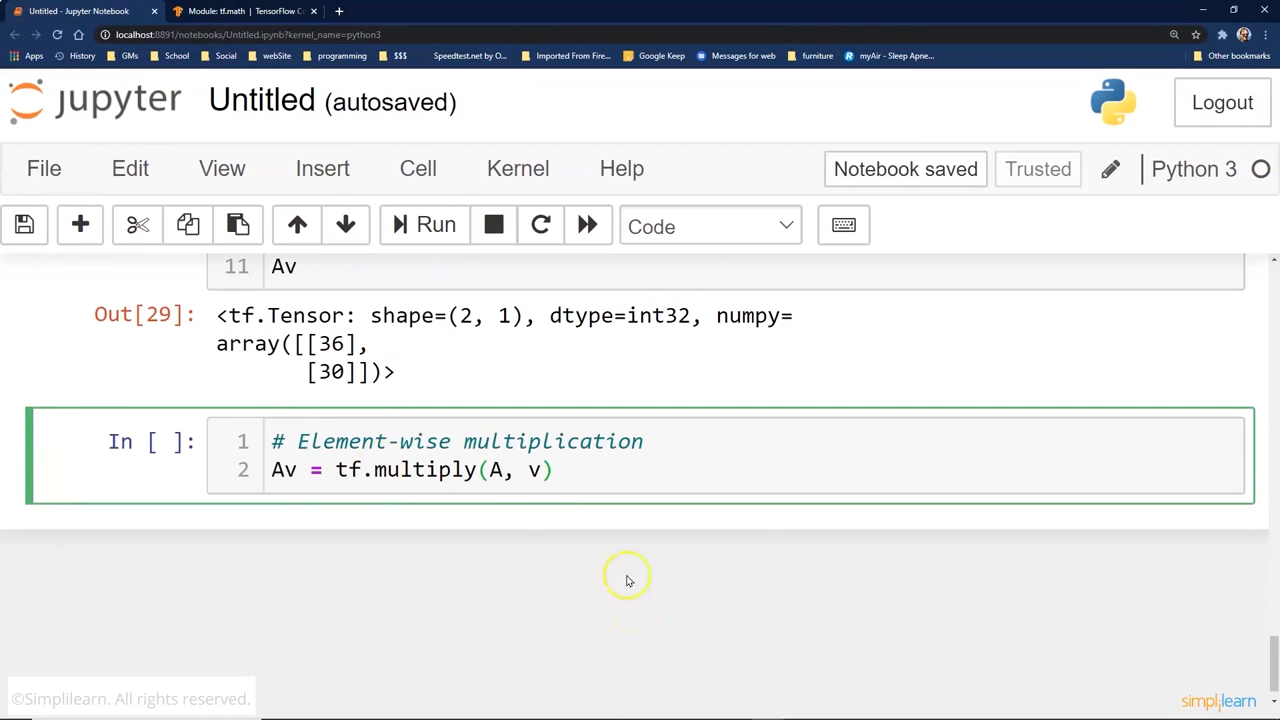 Untitled - Jupyter Notebook
Module: tf.math | TensorFlow Co
localhost:8891/notebooks/Untitled.ipynb?kernel_name=python3
Apps History GMs School Social webSite programming $$$ Speedtest.net by O... Imported From Fire... Google Keep Messages for web furniture myAir - Sleep Apne... Other bookmarks
jupyter Untitled (autosaved) Logout
File Edit View Insert Cell Kernel Help Notebook saved Trusted Python 3
Run Code
11 Av
Out[29]: <tf.Tensor: shape=(2, 1), dtype=int32, numpy=
array([[36],
[30]])>
In [ ]: 1 # Element-wise multiplication
2 Av = tf.multiply(A, v)
©Simplilearn. All rights reserved.
simplilearn